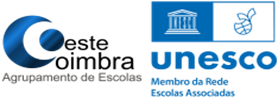 oeste
Coimbra
Agrupamento de Escolas
unesco
Membro da Rede
Escolas Associadas